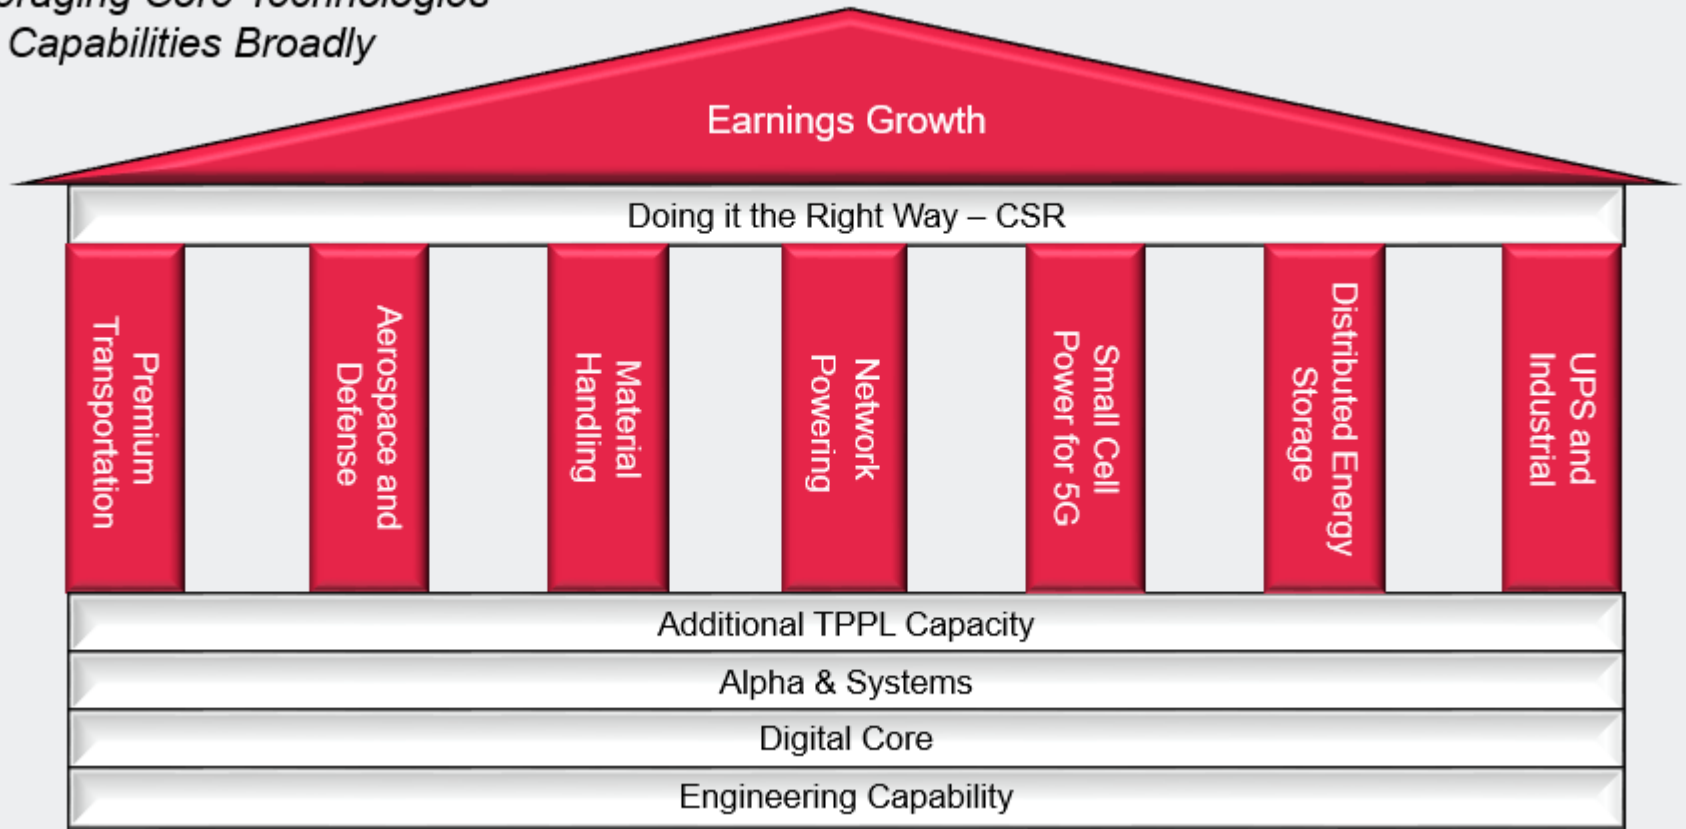 Core Technologies
Capabilities Broadly
Earnings Growth
Doing it the Right Way – CSR
Premium
Transportation
Aerospace and
Defense
Material
Handling
Network
Powering
Small Cell
Power for 5G
Distributed Energy
Storage
UPS and
Industrial
Additional TPPL Capacity
Alpha & Systems
Digital Core
Engineering Capability